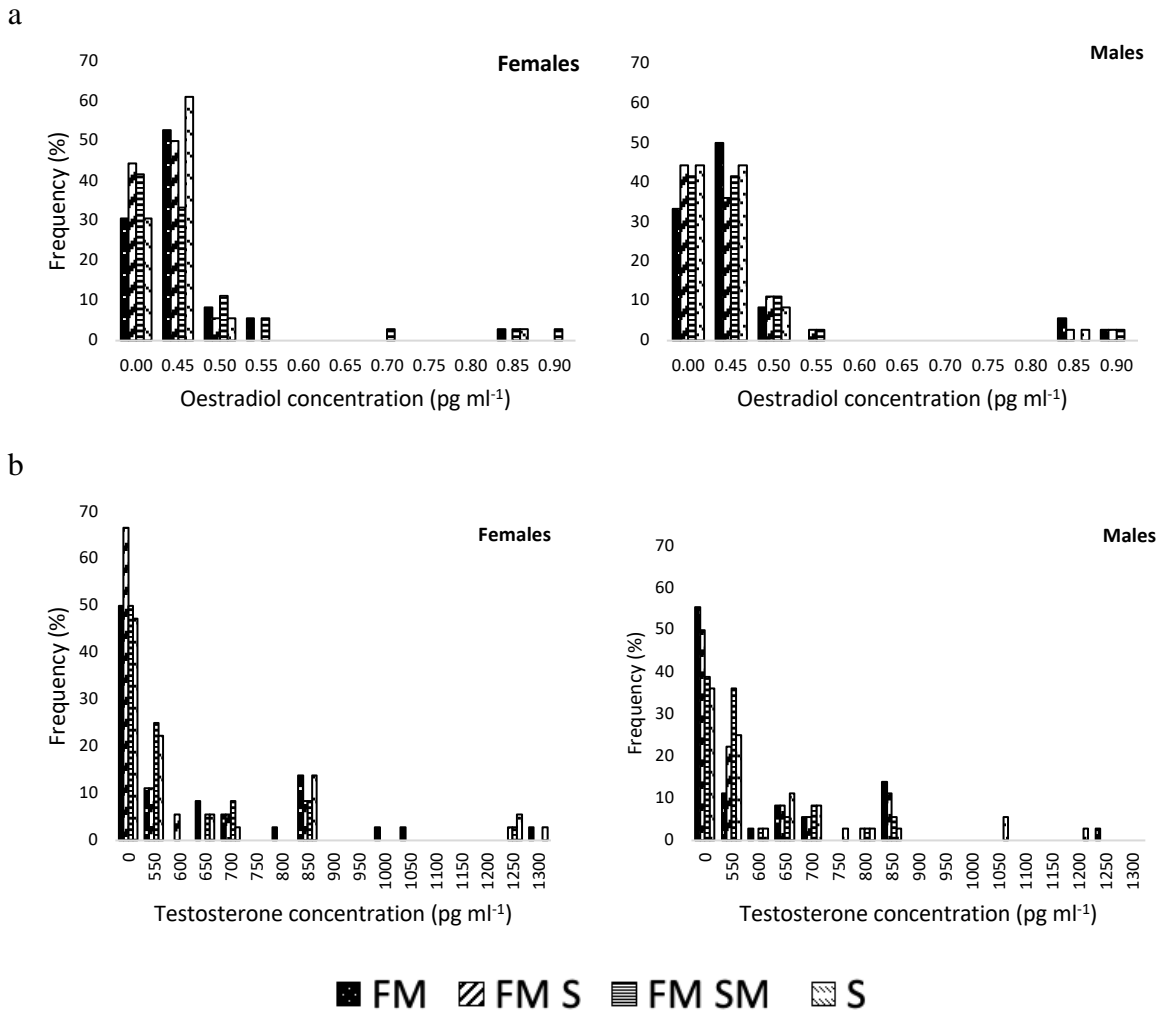 a
Females
Frequency (%)
70
60
50
40
30
20
10
0
0.00 0.45 0.50 0.55 0.60 0.65 0.70 0.75 0.80 0.85 0.90
Oestradiol concentration (pg ml-1)
Males
70
60
50
40
30
20
10
0
0.00 0.45 0.50 0.55 0.60 0.65 0.70 0.75 0.80 0.85 0.90
Oestradiol concentration (pg ml-1)
b
Females
Frequency (%)
70
60
50
40
30
20
10
0
0 550 600 650 700 750 800 850 900 950 1000 1050 1100 1200 1250 1300
Testosterone concentration (pg ml-1)
Males
Frequency (%)
70
60
50
40
30
20
10
0
0 550 600 650 700 750 800 850 900 950 1000 1050 1100 1150 1200 1250 1300
Testosterone concentration (pg ml-1)
FM FM S FM SM S